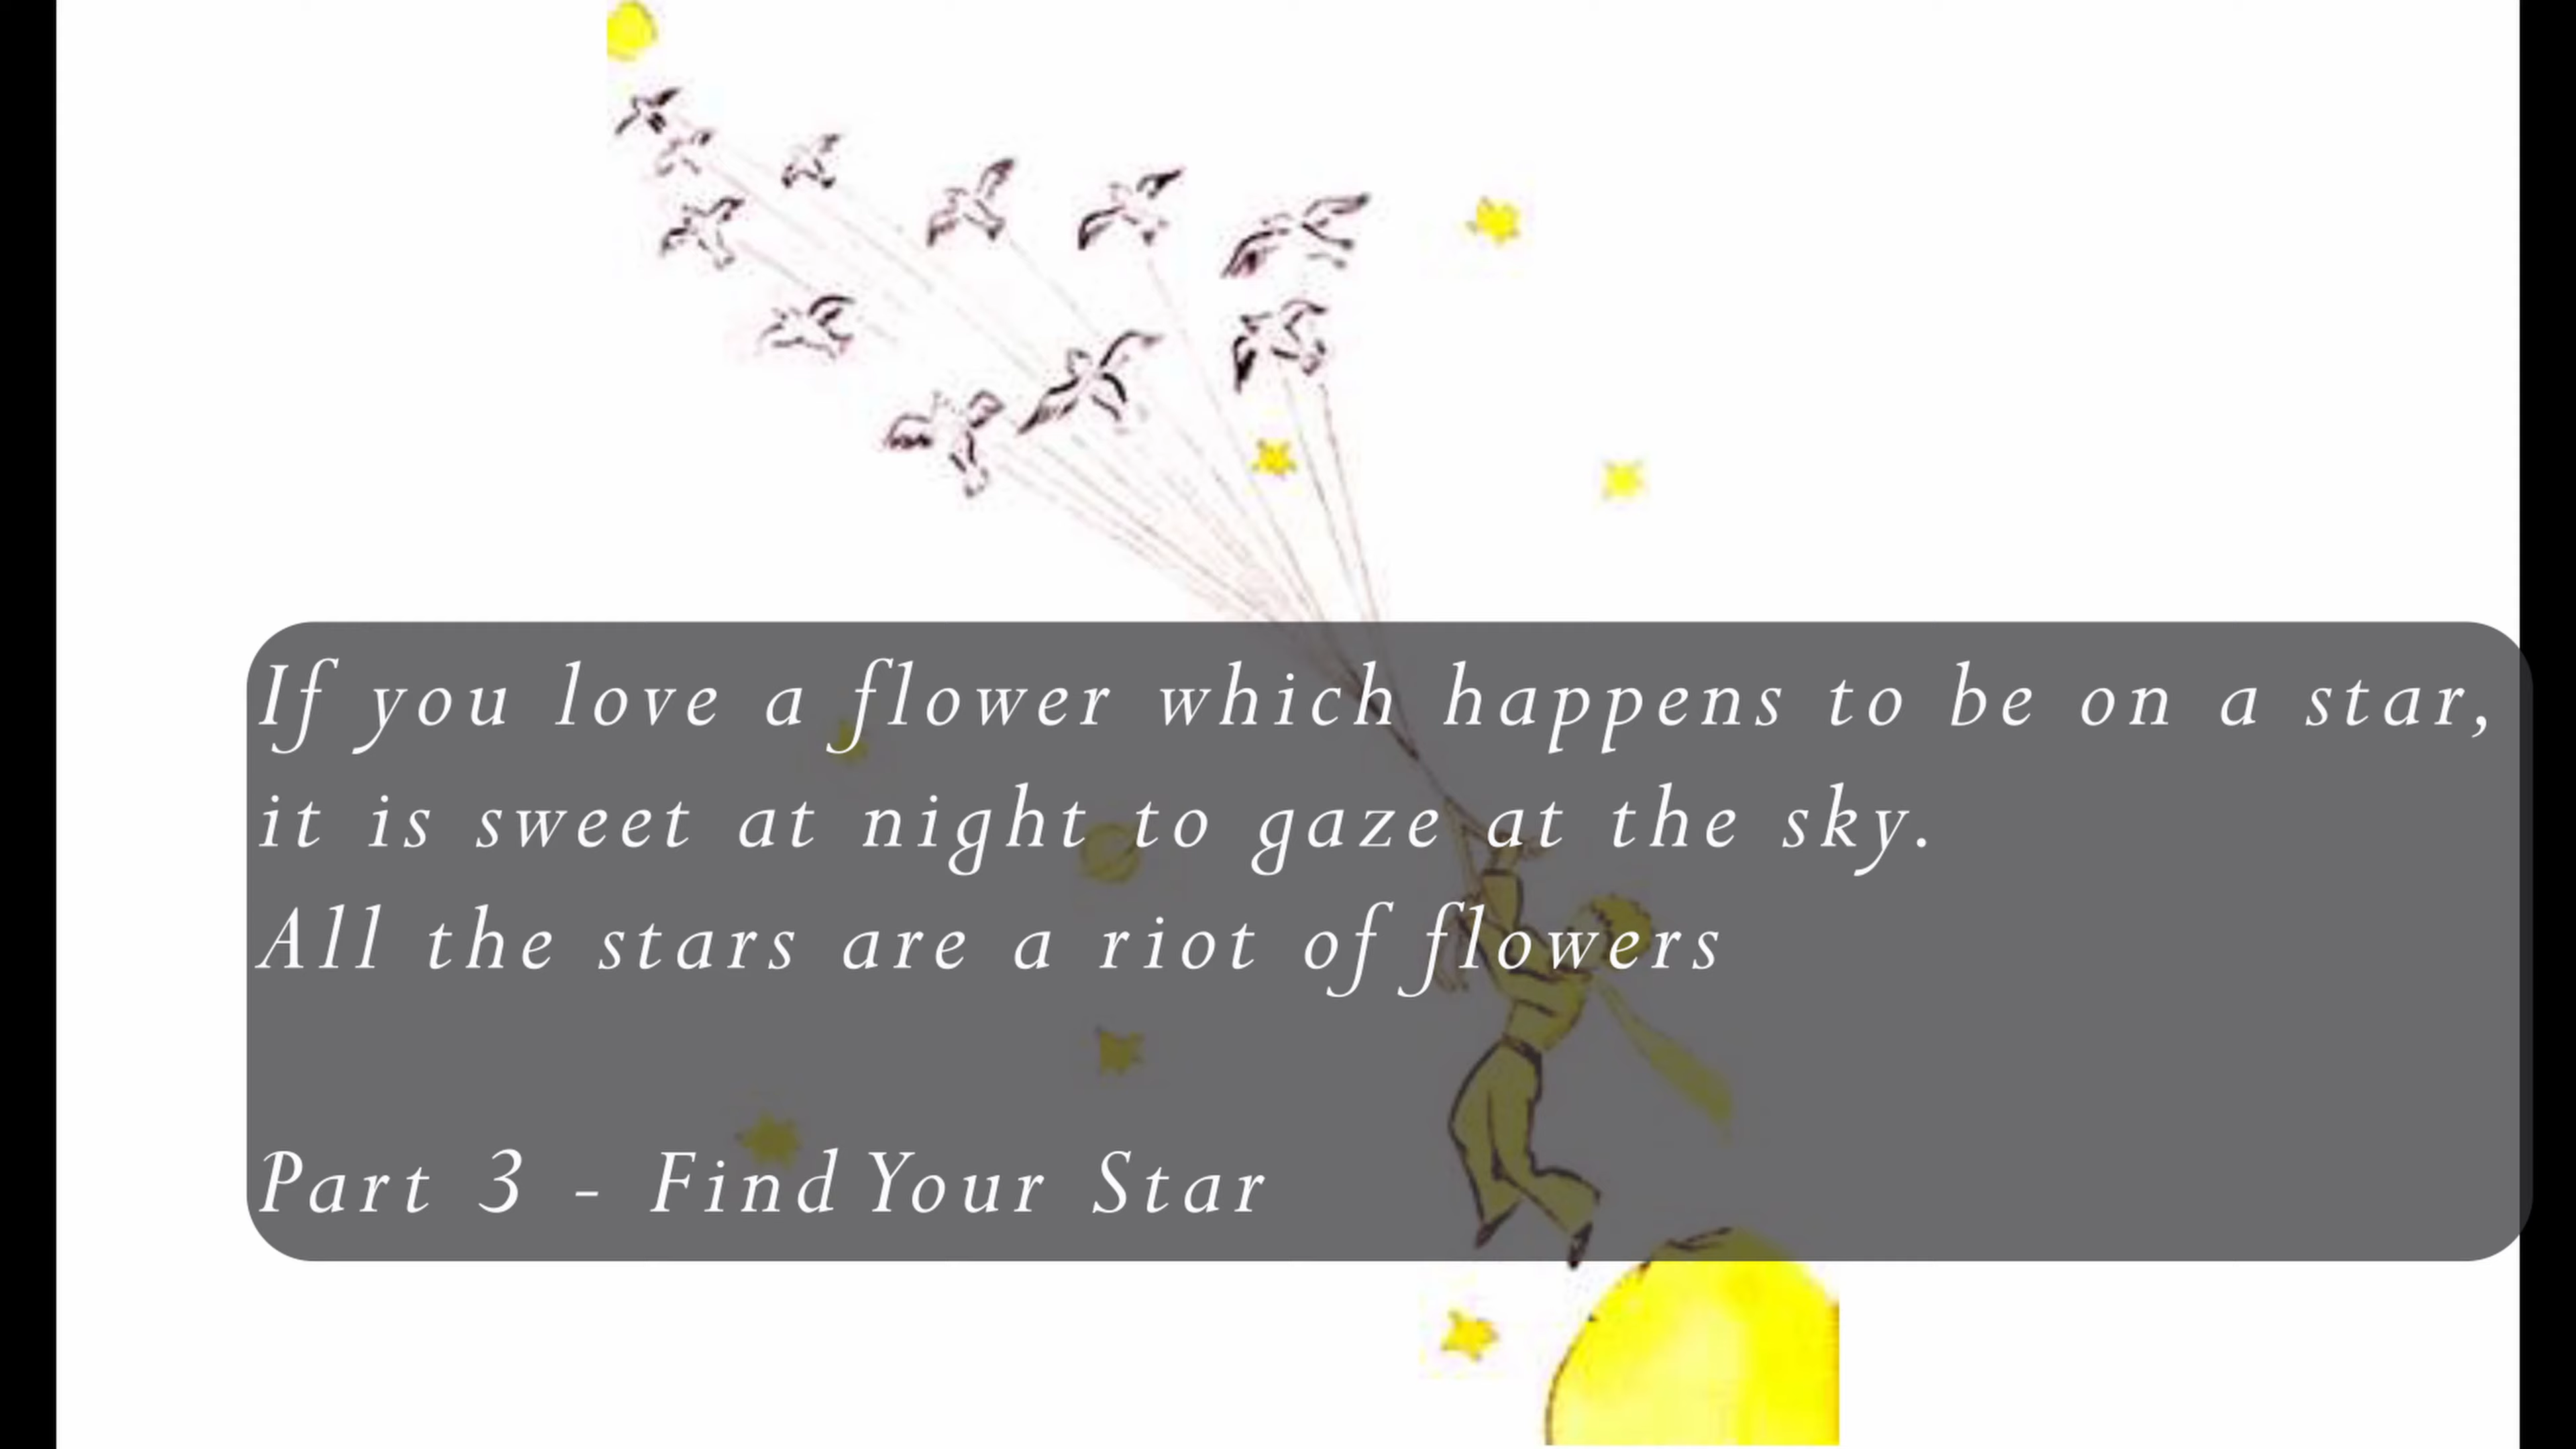 If you love a flower which happens to be on a star,
it is sweet at night to gaze at the sky.
All the stars are a riot of flowers
Part 3 - Find Your Star